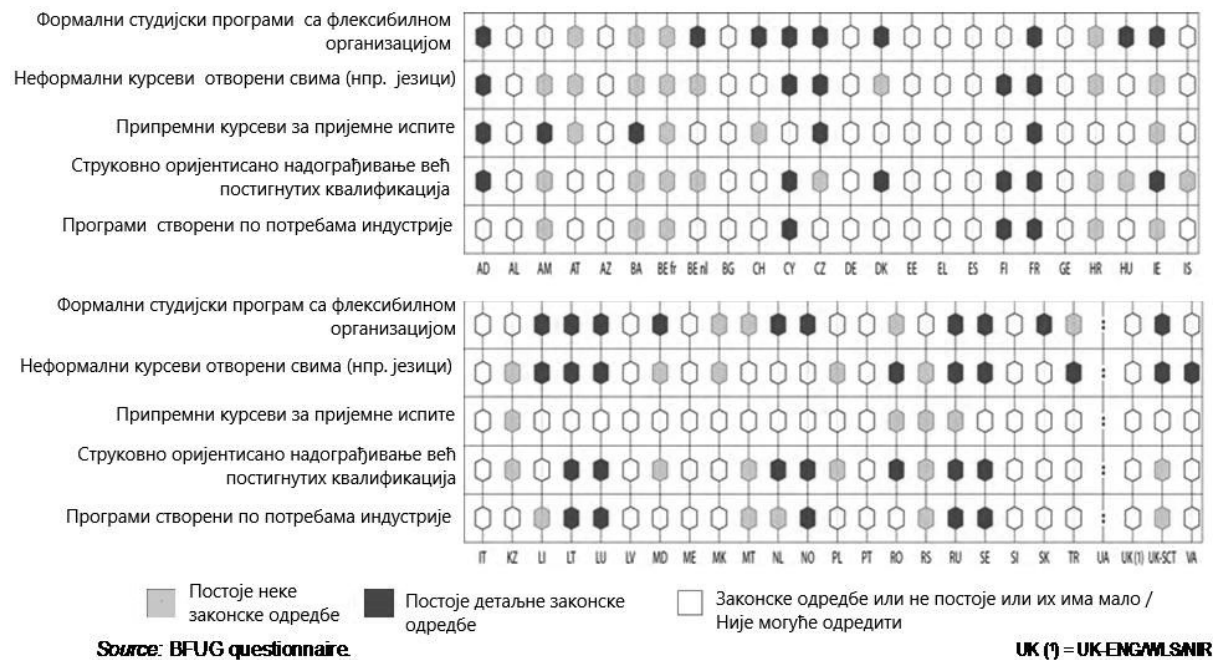 Формални студијски програми са флексибилном
организацијом
Неформални курсеви отворени свима (нпр. језици)
Припремни курсеви за пријемне испите
Струковно оријентисано надограђивање већ
постигнутих квалификација
Програми створени по потребама индустрије
AD AL AM AT AZ BA BE fr BE nl BG CH CY CZ DE DK EE EL ES FI FR GE HR HU IE IS
Формални студијски програм са флексибилном
организацијом
Неформални курсеви отворени свима (нпр. језици)
Припремни курсеви за пријемне испите
Струковно оријентисано надограђивање већ
постигнутих квалификација
Програми створени по потребама индустрије
IT KZ LI LT LU LV MD ME MK MT NL NO PL PT RO RS RU SE SI SK TR UA UK(1) UK-SCT VA
Постоје неке
законске одредбе
Постоје детаљне законске
одредбе
Законске одредбе или не постоје или их има мало /
Није могуће одредити
Source: BFUG questionnaire.
UK (1) = UK-ENG/WLS/NIR